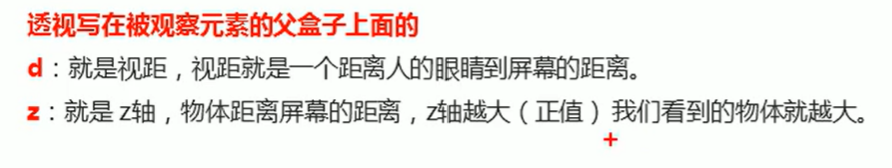 透视写在被观察元素的父盒子上面的
d：就是视距，视距就是一个距离人的眼睛到屏幕的距离。
z：就是 z轴，物体距离屏幕的距离，z轴越大（正值）我们看到的物体就越大。